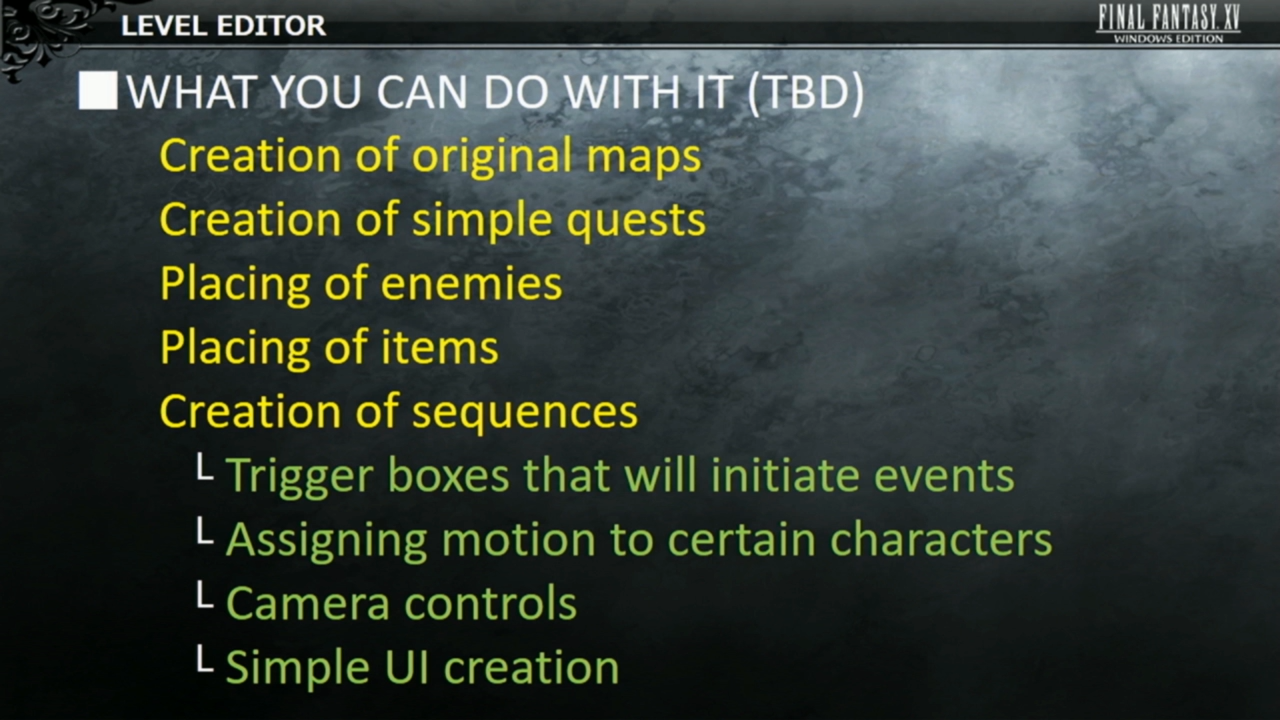 LEVEL EDITOR
FINAL FANTASY XV
WINDOWS EDITION
WHAT YOU CAN DO WITH IT (TBD)
Creation of original maps
Creation of simple quests
Placing of enemies
Placing of items
Creation of sequences
└ Trigger boxes that will initiate events
└ Assigning motion to certain characters
└ Camera controls
└ Simple UI creation